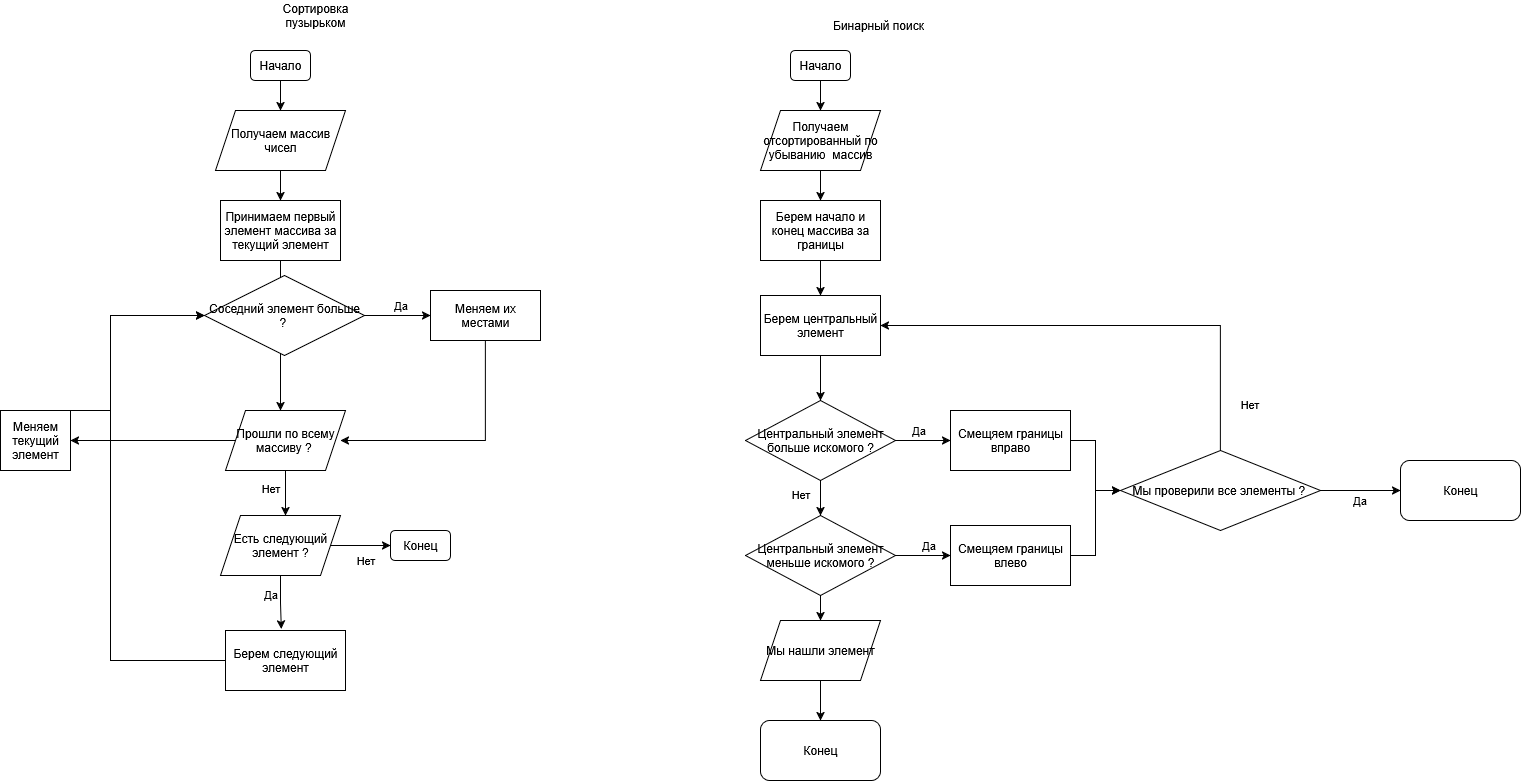 Сортировка
пузырьком
Начало
Получаем массив
чисел
Принимаем первый
элемент массива за
текущий элемент
Соседний элемент больше
?
Да
Меняем их
местами
Меняем
текущий
элемент
Прошли по всему
массиву ?
Нет
Есть следующий
элемент ?
Нет
Конец
Да
Берем следующий
элемент
Бинарный поиск
Начало
Получаем
отсортированный по
убыванию массив
Берем начало и
конец массива за
границы
Берем центральный
элемент
Центральный элемент
больше искомого ?
Да
Смещяем границы
вправо
Нет
Центральный элемент
меньше искомого ?
Да
Смещяем границы
влево
Мы проверили все элементы ?
Нет
Да
Конец
Мы нашли элемент
Конец